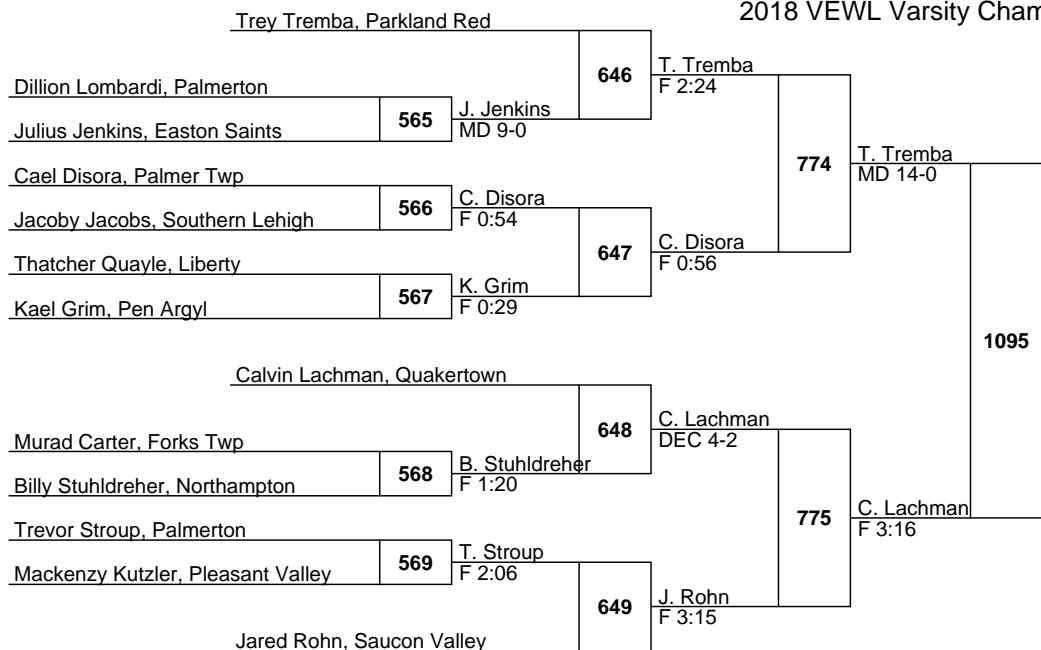 2018 VEWL Varsity Cham
Trey Tremba, Parkland Red
646
T. Tremba
F 2:24
Dillion Lombardi, Palmerton
565
J. Jenkins
MD 9-0
Julius Jenkins, Easton Saints
774
T. Tremba
MD 14-0
Cael Disora, Palmer Twp
566
C. Disora
F 0:54
Jacoby Jacobs, Southern Lehigh
647
C. Disora
F 0:56
Thatcher Quayle, Liberty
567
K. Grim
F 0:29
Kael Grim, Pen Argyl
1095
Calvin Lachman, Quakertown
648
C. Lachman
DEC 4-2
Murad Carter, Forks Twp
568
B. Stuhldreher
F 1:20
Billy Stuhldreher, Northampton
775
C. Lachman
F 3:16
Trevor Stroup, Palmerton
569
T. Stroup
F 2:06
Mackenzy Kutzler, Pleasant Valley
649
J. Rohn
F 3:15
Jared Rohn, Saucon Valley